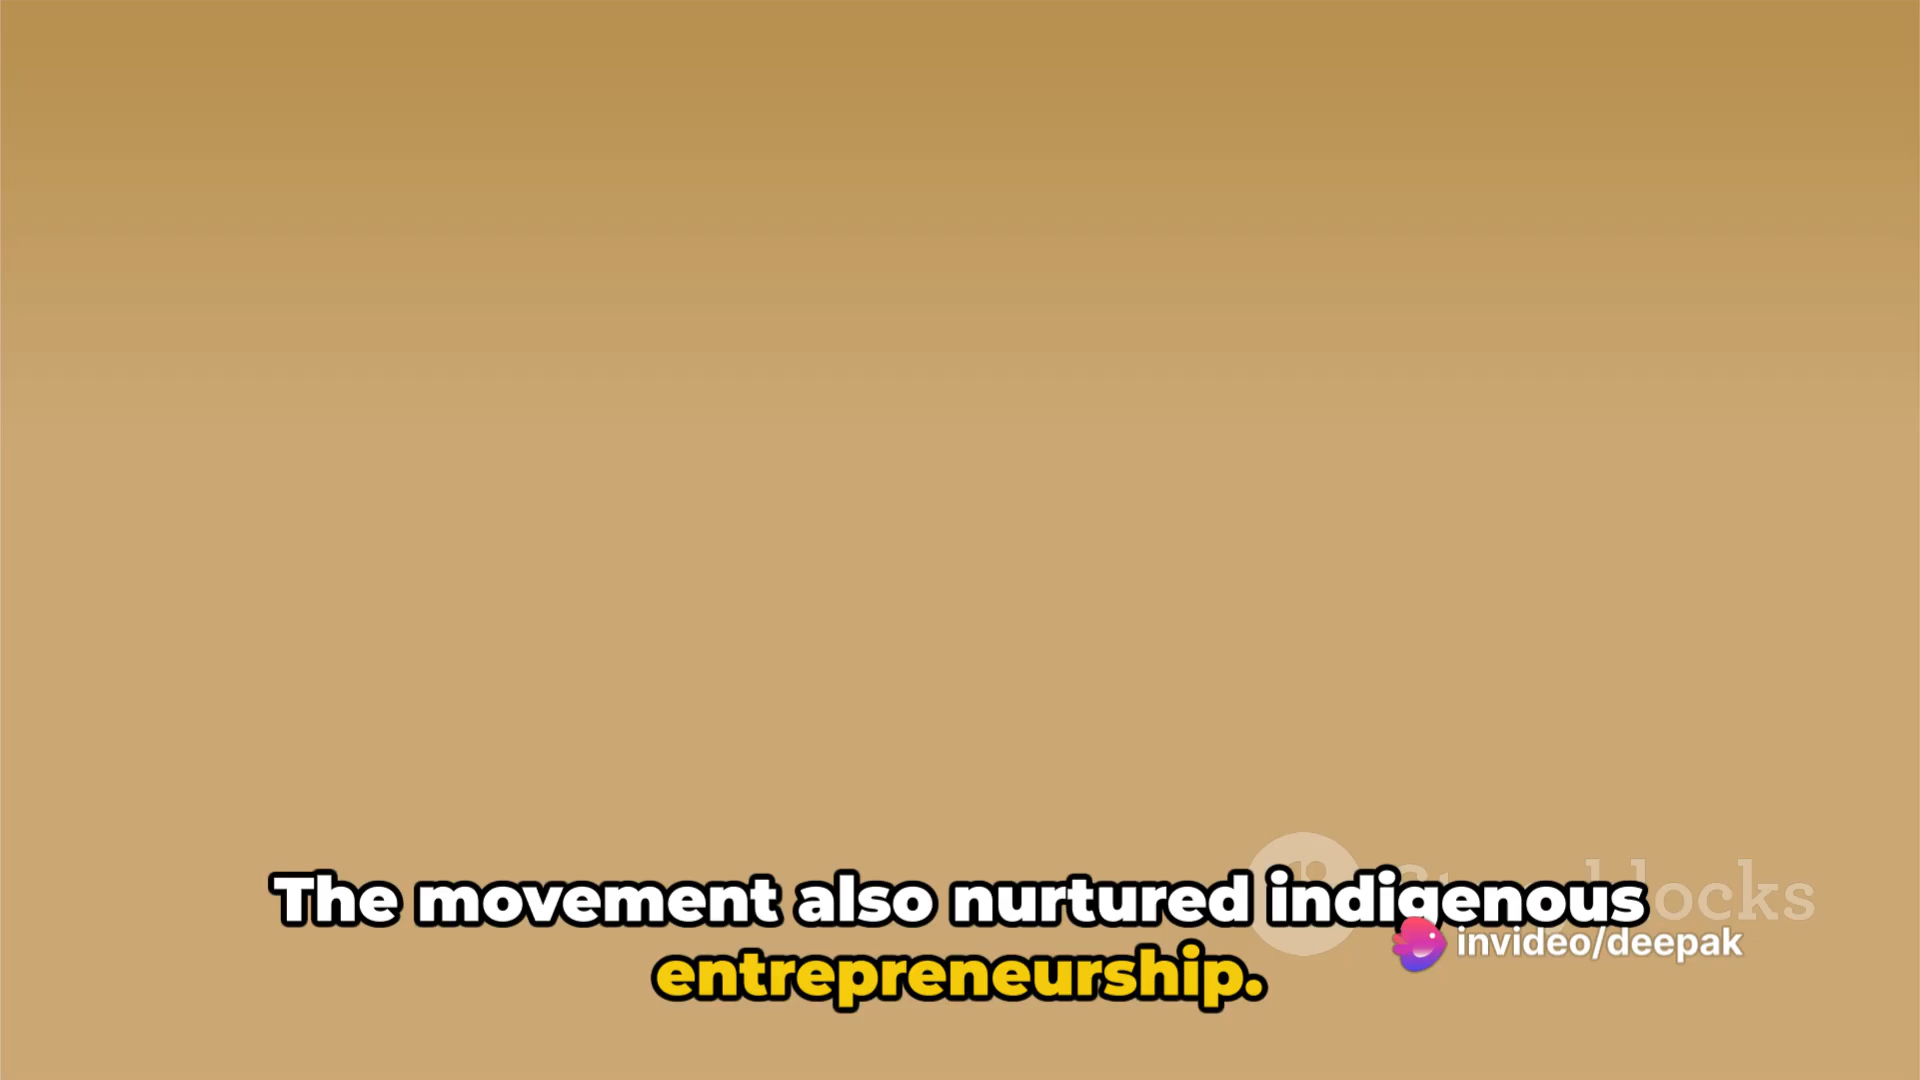 The movement also nurtured indigenous
entrepreneurship.
invideo/deepak